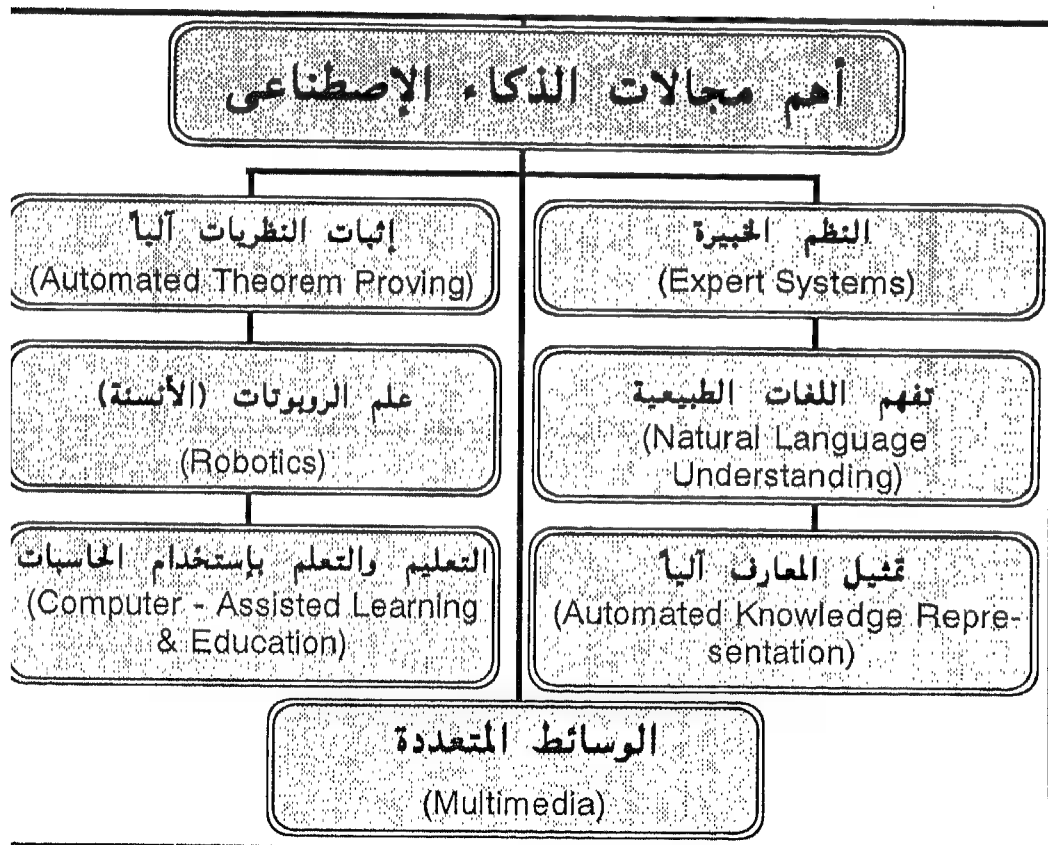 أهم مجالات الذكاء الإصطناعى
النظم الخبيرة
(Expert Systems)
تفهم اللغات الطبيعية
(Natural Language
Understanding)
تمثيل المعارف آلياً
(Automated Knowledge Repre-
sentation)
إثبات النظريات آلياً
(Automated Theorem Proving)
علم الروبوتات (الأنسئة)
(Robotics)
التعليم والتعلم بإستخدام الحاسبات
(Computer - Assisted Learning
& Education)
الوسائط المتعددة
(Multimedia)